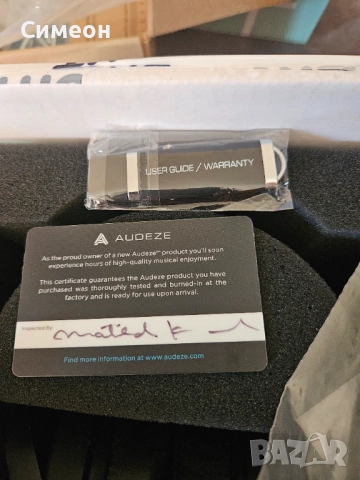 Симеон
USER GUIDE / WARRANTY
AUDEZE
As the proud owner of a new Audeze™ product you'll soon
experience hours of high-quality musical enjoyment.
This certificate guarantees the Audeze product you have
purchased was thoroughly tested and burned-in at the
factory and is ready for use upon arrival.
Inspected By:
Find more information at www.audeze.com
BAZAR